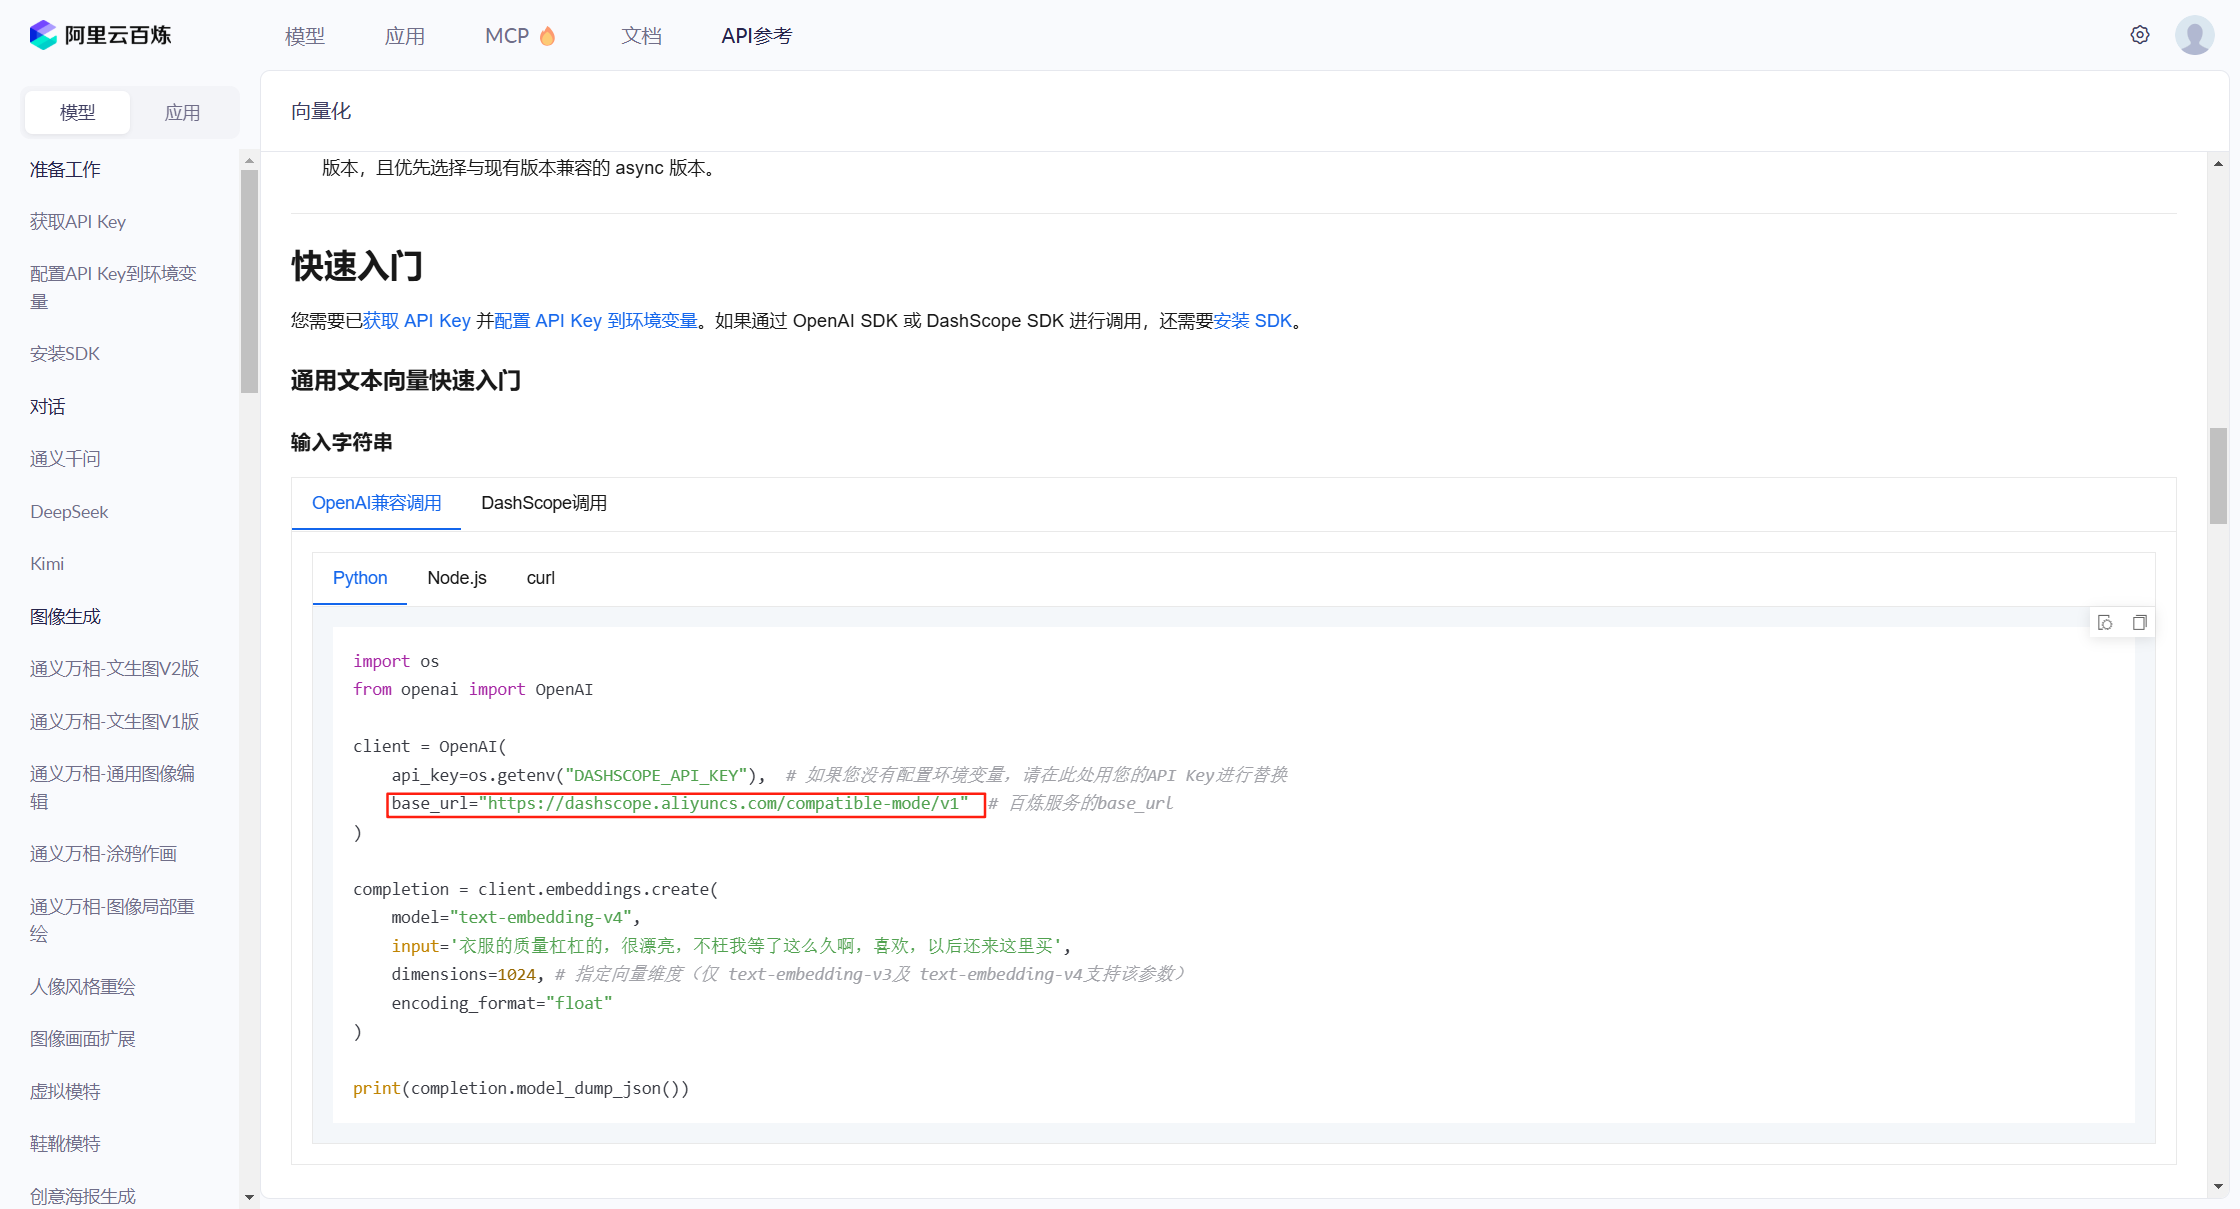 阿里云百炼
模型
应用
MCP
文档
API参考
模型
应用
准备工作
获取API Key
配置API Key到环境变
量
安装SDK
对话
通义千问
DeepSeek
Kimi
图像生成
通义万相-文生图V2版
通义万相-文生图V1版
通义万相-通用图像编
辑
通义万相-涂鸦作画
通义万相-图像局部重
绘
人像风格重绘
图像画面扩展
虚拟模特
鞋靴模特
创意海报生成
向量化
版本，且优先选择与现有版本兼容的 async 版本。
快速入门
您需要已获取 API Key 并配置 API Key 到环境变量。如果通过 OpenAI SDK 或 DashScope SDK 进行调用，还需要安装 SDK。
通用文本向量快速入门
输入字符串
OpenAI兼容调用
DashScope调用
Python
Node.js
curl
import os
from openai import OpenAI
client = OpenAI(
    api_key=os.getenv("DASHSCOPE_API_KEY"),  # 如果您没有配置环境变量，请在此处用您的API Key进行替换
    base_url="https://dashscope.aliyuncs.com/compatible-mode/v1"  # 百炼服务的base_url
)
completion = client.embeddings.create(
    model="text-embedding-v4",
    input='衣服的质量杠杠的，很漂亮，不枉我等了这么久啊，喜欢，以后还来这里买',
    dimensions=1024, # 指定向量维度（仅 text-embedding-v3及 text-embedding-v4支持该参数）
    encoding_format="float"
)
print(completion.model_dump_json())